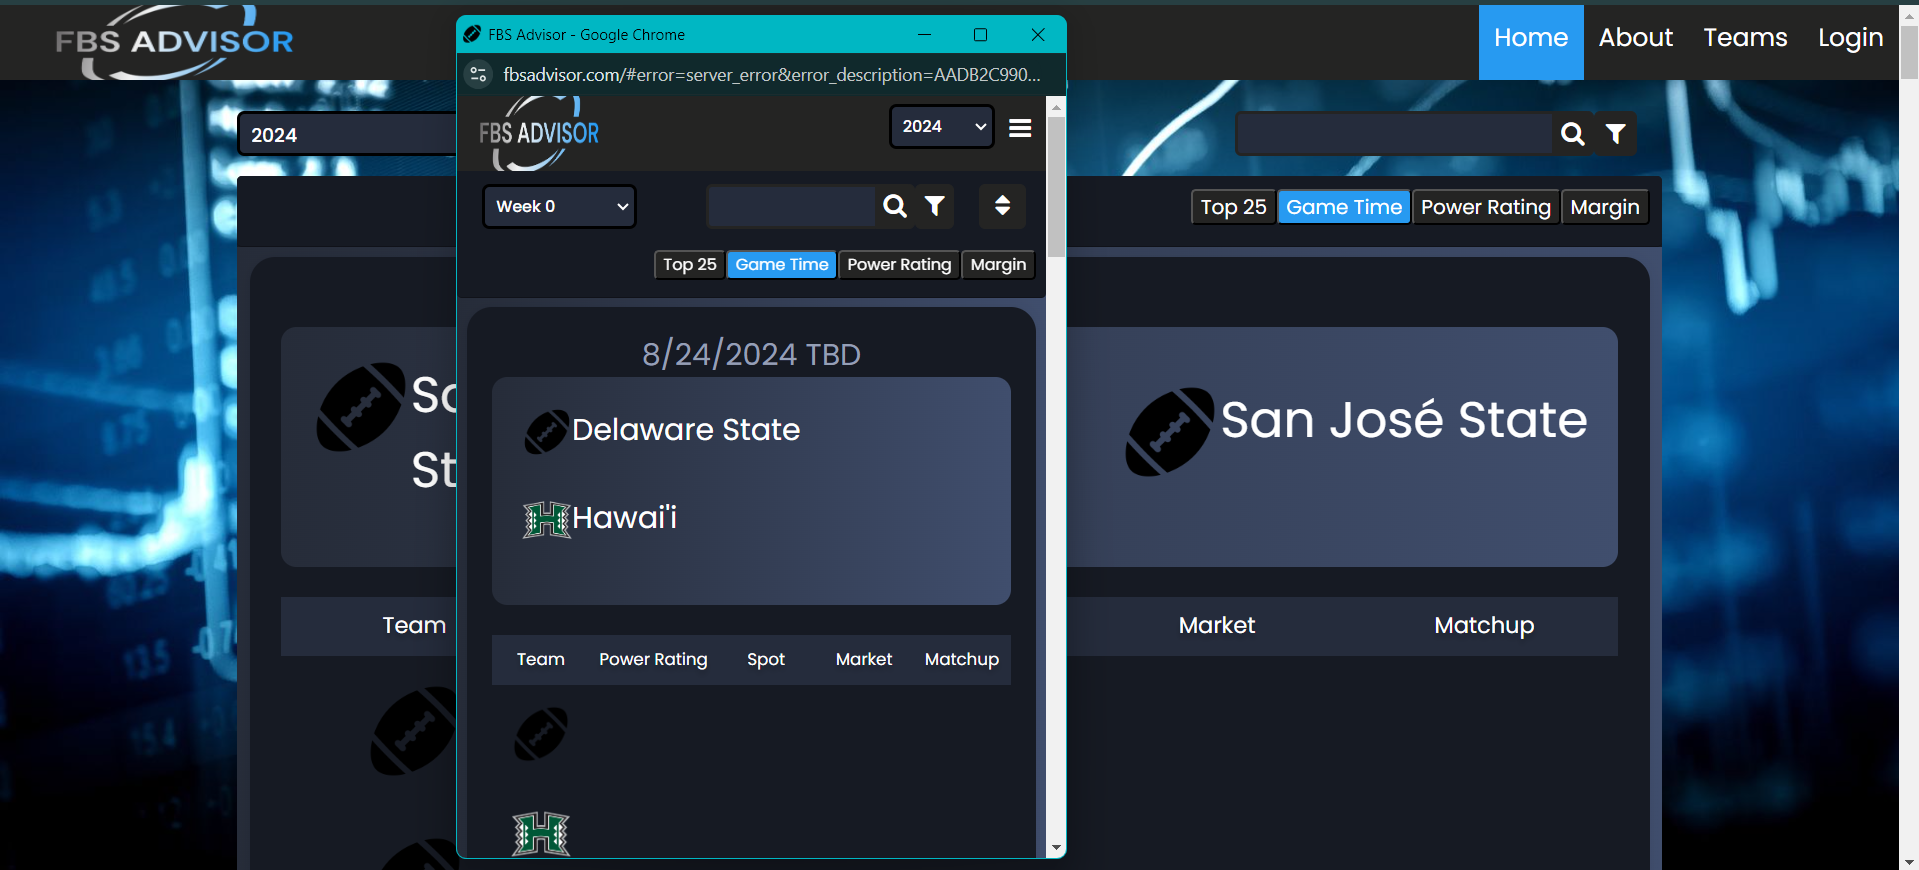 FBS ADVISOR
Home About Teams Login
2024
Top 25 Game Time Power Rating Margin
San José State
Team Market Matchup
FBS Advisor - Google Chrome
fbsadvisor.com/#error=server_error&error_description=AADB2C990...
FBS ADVISOR
2024
Week 0
Top 25 Game Time Power Rating Margin
8/24/2024 TBD
Delaware State
Hawai'i
Team Power Rating Spot Market Matchup